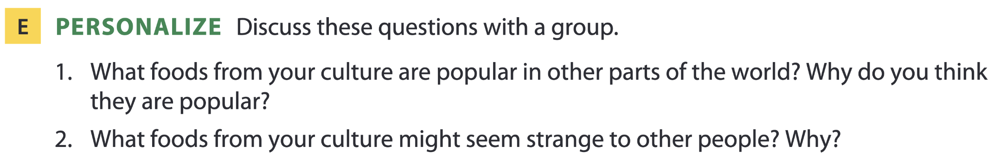 E PERSONALIZE Discuss these questions with a group.
1. What foods from your culture are popular in other parts of the world? Why do you think
they are popular?
2. What foods from your culture might seem strange to other people? Why?